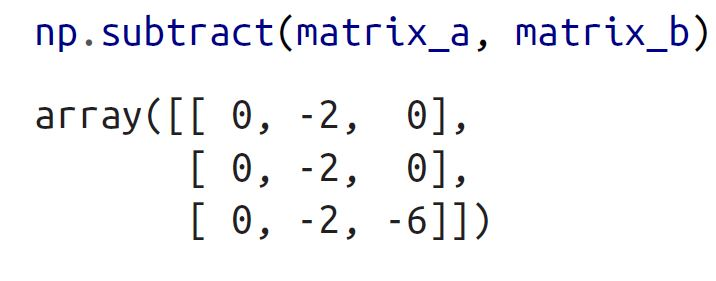 np.subtract(matrix_a, matrix_b)
array([[ 0, -2,  0],
       [ 0, -2,  0],
       [ 0, -2, -6]])